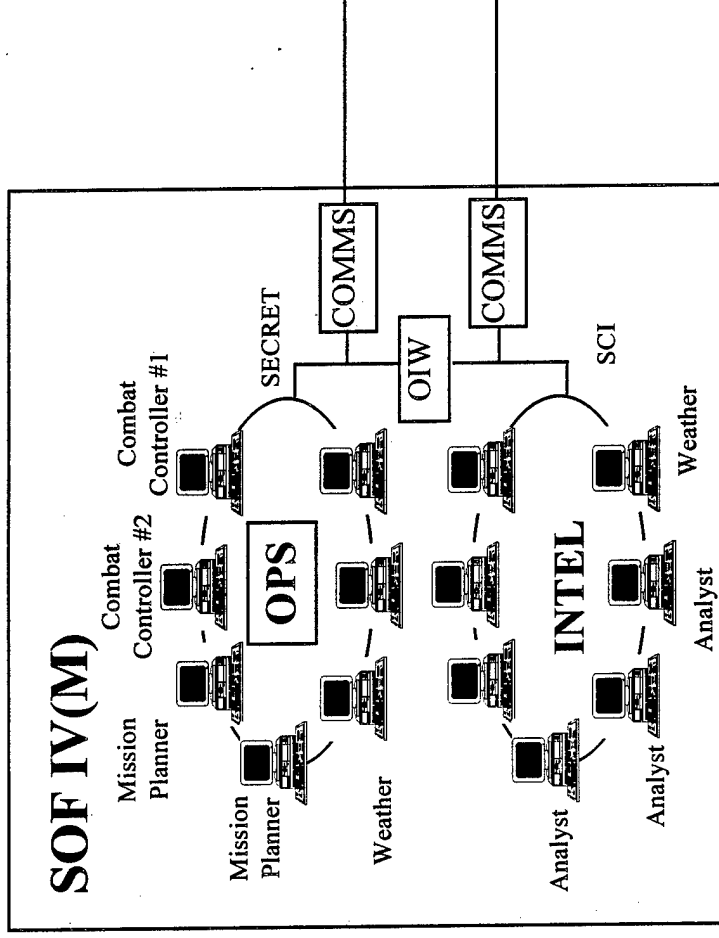 SOF IV(M)
Mission
Planner
Combat
Controller #2
Combat
Controller #1
Mission
Planner
OPS
SECRET
COMMS
Weather
OIW
COMMS
INTEL
SCI
Analyst
Analyst
Analyst
Weather